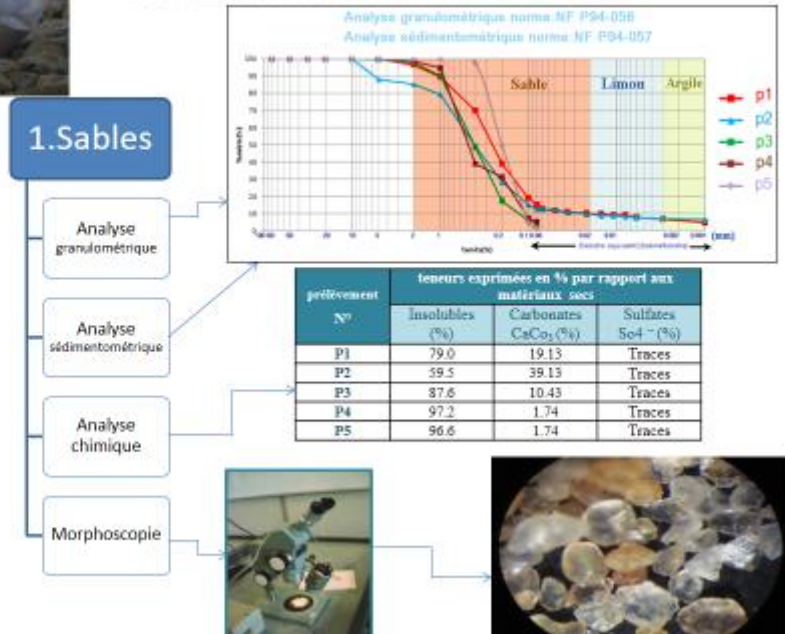 Analyse granulométrique norme NF P94-056
Analyse sédimentométrique norme NF P94-057
Sable
Limon
Argile
p1
p2
p3
p4
p5
(mm)
1.Sables
Analyse
granulométrique
Analyse
sédimentométrique
Analyse
chimique
Morphoscopie
prélèvement
N°
teneurs exprimées en % par rapport aux
matériaux secs
Insolubles
(%)
Carbonates
CaCo3 (%)
Sulfates
So4 --(%)
P1 79.0 19.13 Traces
P2 59.5 39.13 Traces
P3 87.6 10.43 Traces
P4 97.2 1.74 Traces
P5 96.6 1.74 Traces